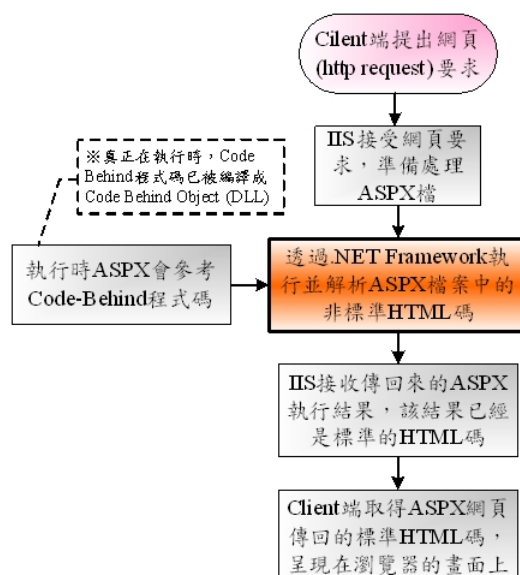 Cilent端提出網頁
(http request)要求
IIS接受網頁要
求，準備處理
ASPX檔
※真正在執行時，Code
Behind程式碼已被編譯成
Code Behind Object (DLL)
執行時ASPX會參考
Code-Behind程式碼
透過.NET Framework執
行並解析ASPX檔案中的
非標準HTML碼
IIS接收傳回來的ASPX
執行結果，該結果已經
是標準的HTML碼
Client端取得ASPX網頁
傳回的標準HTML碼，
呈現在瀏覽器的畫面上